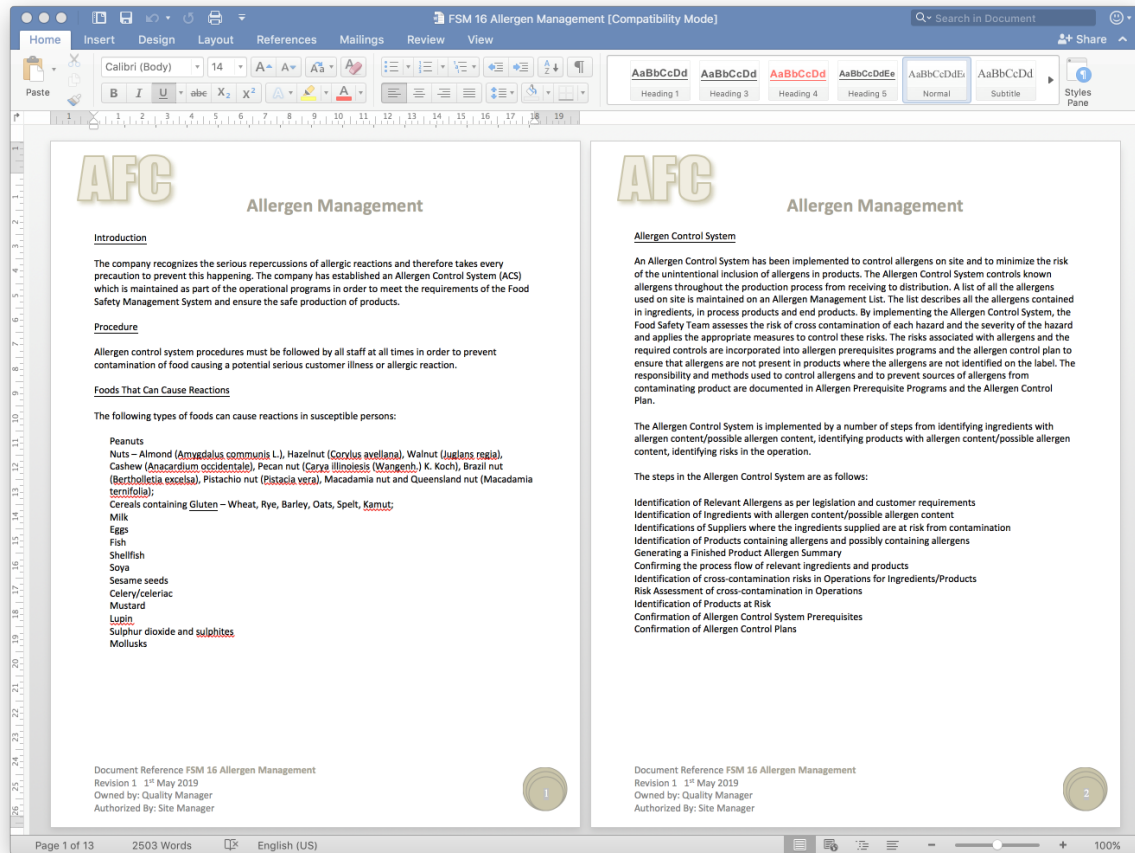 FSM 16 Allergen Management [Compatibility Mode]
Search in Document
Home Insert Design Layout References Mailings Review View
Share
Paste
Calibri (Body) 14
AaBbCcDd AaBbCcDd AaBbCcDd AaBbCcDdEe AaBbCcDdE AaBbCcDd
Heading 1 Heading 3 Heading 4 Heading 5 Normal Subtitle
Styles Pane
AFC
Allergen Management
Introduction
The company recognizes the serious repercussions of allergic reactions and therefore takes every
precaution to prevent this happening. The company has established an Allergen Control System (ACS)
which is maintained as part of the operational programs in order to meet the requirements of the Food
Safety Management System and ensure the safe production of products.
Procedure
Allergen control system procedures must be followed by all staff at all times in order to prevent
contamination of food causing a potential serious customer illness or allergic reaction.
Foods That Can Cause Reactions
The following types of foods can cause reactions in susceptible persons:
Peanuts
Nuts – Almond (Amygdalus communis L.), Hazelnut (Corylus avellana), Walnut (Juglans regia),
Cashew (Anacardium occidentale), Pecan nut (Carya illinoiesis (Wangenh.) K. Koch), Brazil nut
(Bertholletia excelsa), Pistachio nut (Pistacia vera), Macadamia nut and Queensland nut (Macadamia
ternifolia);
Cereals containing Gluten – Wheat, Rye, Barley, Oats, Spelt, Kamut;
Milk
Eggs
Fish
Shellfish
Soya
Sesame seeds
Celery/celeriac
Mustard
Lupin
Sulphur dioxide and sulphites
Mollusks
Document Reference FSM 16 Allergen Management
Revision 1 1st May 2019
Owned by: Quality Manager
Authorized By: Site Manager
1
AFC
Allergen Management
Allergen Control System
An Allergen Control System has been implemented to control allergens on site and to minimize the risk
of the unintentional inclusion of allergens in products. The Allergen Control System controls known
allergens throughout the production process from receiving to distribution. A list of all the allergens
used on site is maintained on an Allergen Management List. The list describes all the allergens contained
in ingredients, in process products and end products. By implementing the Allergen Control System, the
Food Safety Team assesses the risk of cross contamination of each hazard and the severity of the hazard
and applies the appropriate measures to control these risks. The risks associated with allergens and the
required controls are incorporated into allergen prerequisites programs and the allergen control plan to
ensure that allergens are not present in products where the allergens are not identified on the label. The
responsibility and methods used to control allergens and to prevent sources of allergens from
contaminating product are documented in Allergen Prerequisite Programs and the Allergen Control
Plan.
The Allergen Control System is implemented by a number of steps from identifying ingredients with
allergen content/possible allergen content, identifying products with allergen content/possible allergen
content, identifying risks in the operation.
The steps in the Allergen Control System are as follows:
Identification of Relevant Allergens as per legislation and customer requirements
Identification of Ingredients with allergen content/possible allergen content
Identifications of Suppliers where the ingredients supplied are at risk from contamination
Identification of Products containing allergens and possibly containing allergens
Generating a Finished Product Allergen Summary
Confirming the process flow of relevant ingredients and products
Identification of cross-contamination risks in Operations for Ingredients/Products
Risk Assessment of cross-contamination in Operations
Identification of Products at Risk
Confirmation of Allergen Control System Prerequisites
Confirmation of Allergen Control Plans
Document Reference FSM 16 Allergen Management
Revision 1 1st May 2019
Owned by: Quality Manager
Authorized By: Site Manager
2
Page 1 of 13 2503 Words English (US) 100%